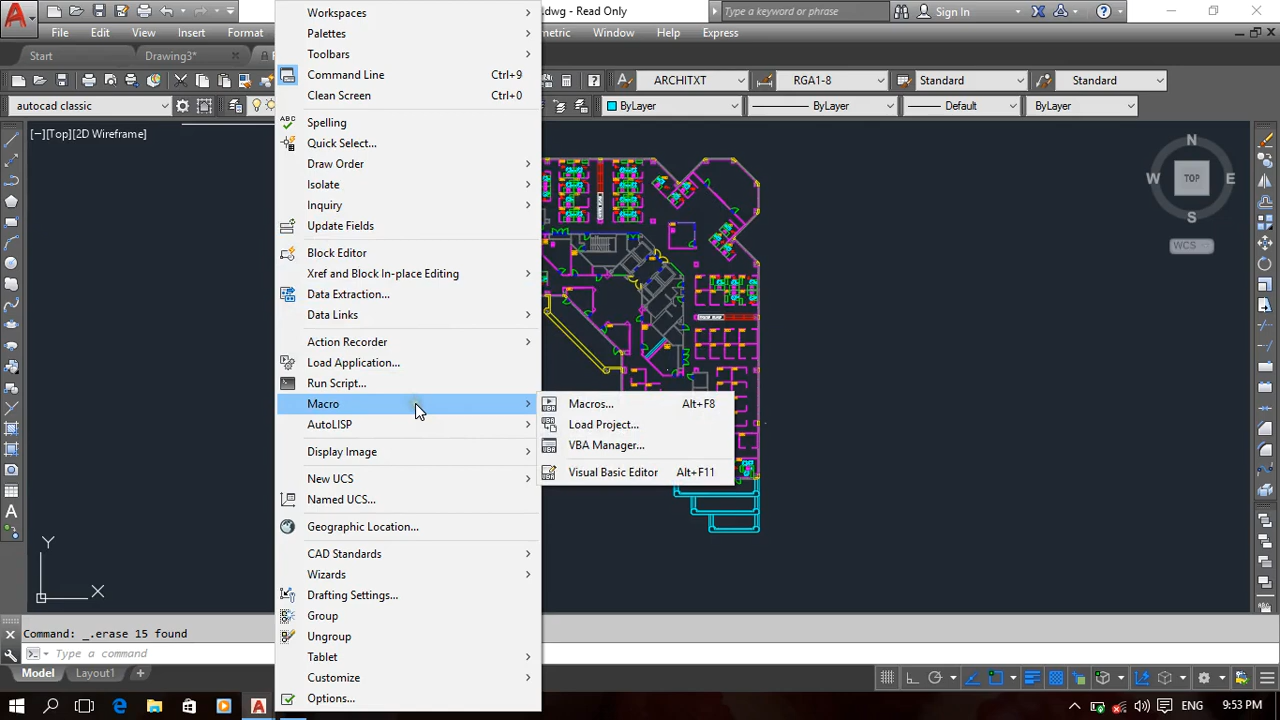 .dwg - Read Only
Type a keyword or phrase
Sign In
File
Edit
View
Insert
Format
Window
Help
Express
Start
Drawing3*
ARCHITXT
RGA1-8
Standard
Standard
autocad classic
ByLayer
ByLayer
Default
ByLayer
[−][Top][2D Wireframe]
N
W
TOP
E
S
WCS
Workspaces
Palettes
Toolbars
Command Line Ctrl+9
Clean Screen Ctrl+0
ABC Spelling
Quick Select...
Draw Order
Isolate
Inquiry
Update Fields
Block Editor
Xref and Block In-place Editing
Data Extraction...
Data Links
Action Recorder
Load Application...
Run Script...
Macro
AutoLISP
Display Image
New UCS
Named UCS...
Geographic Location...
CAD Standards
Wizards
Drafting Settings...
Group
Ungroup
Tablet
Customize
Options...
Macros... Alt+F8
Load Project...
VBA Manager...
Visual Basic Editor Alt+F11
Y
X
Command: _.erase 15 found
Type a command
Model
Layout1
1:1
ENG
9:53 PM